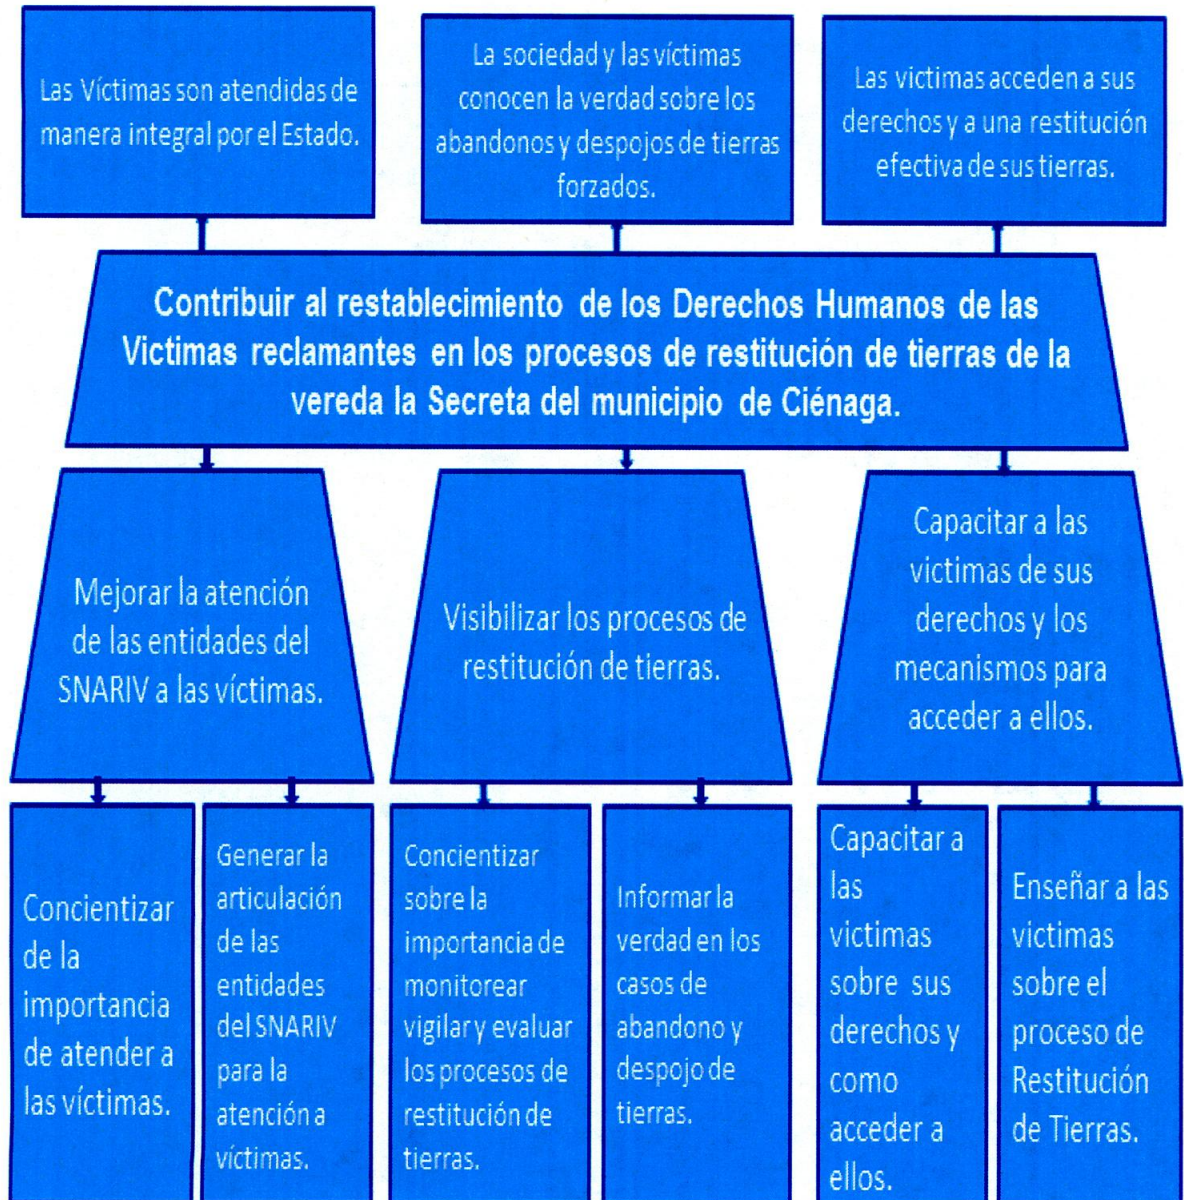 Las Víctimas son atendidas de
manera integral por el Estado.
La sociedad y las víctimas
conocen la verdad sobre los
abandonos y despojos de tierras
forzados.
Las victimas acceden a sus
derechos y a una restitución
efectiva de sus tierras.
Contribuir al restablecimiento de los Derechos Humanos de las
Victimas reclamantes en los procesos de restitución de tierras de la
vereda la Secreta del municipio de Ciénaga.
Mejorar la atención
de las entidades del
SNARIV a las víctimas.
Visibilizar los procesos de
restitución de tierras.
Capacitar a las
victimas de sus
derechos y los
mecanismos para
acceder a ellos.
Concientizar
de la
importancia
de atender a
las víctimas.
Generar la
articulación
de las
entidades
del SNARIV
para la
atención a
víctimas.
Concientizar
sobre la
importancia de
monitorear
vigilar y evaluar
los procesos de
restitución de
tierras.
Informar la
verdad en los
casos de
abandono y
despojo de
tierras.
Capacitar a
las
victimas
sobre sus
derechos y
como
acceder a
ellos.
Enseñar a las
victimas
sobre el
proceso de
Restitución
de Tierras.